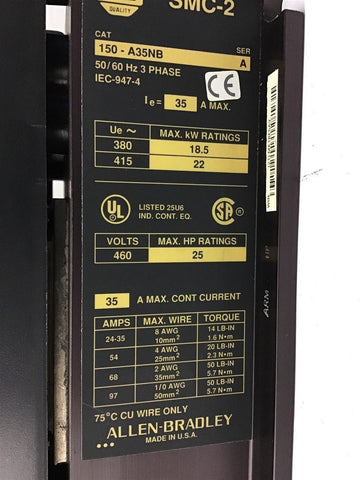 QUALITY
SMC-2
CAT SER
150 - A35NB A
50/60 Hz 3 PHASE
IEC-947-4
CE
Ie = 35 A MAX.
Ue ~ MAX. kW RATINGS
380 18.5
415 22
UL LISTED 25U6
IND. CONT. EQ.
SA
VOLTS MAX. HP RATINGS
460 25
35 A MAX. CONT CURRENT
AMPS MAX. WIRE TORQUE
24-35 8 AWG 14 LB-IN
10mm² 1.6 N•m
54 4 AWG 20 LB-IN
25mm² 2.3 N•m
68 2 AWG 50 LB-IN
35mm² 5.7 N•m
97 1/0 AWG 50 LB-IN
50mm² 5.7 N•m
75°C CU WIRE ONLY
ALLEN-BRADLEY
MADE IN U.S.A.
ARM